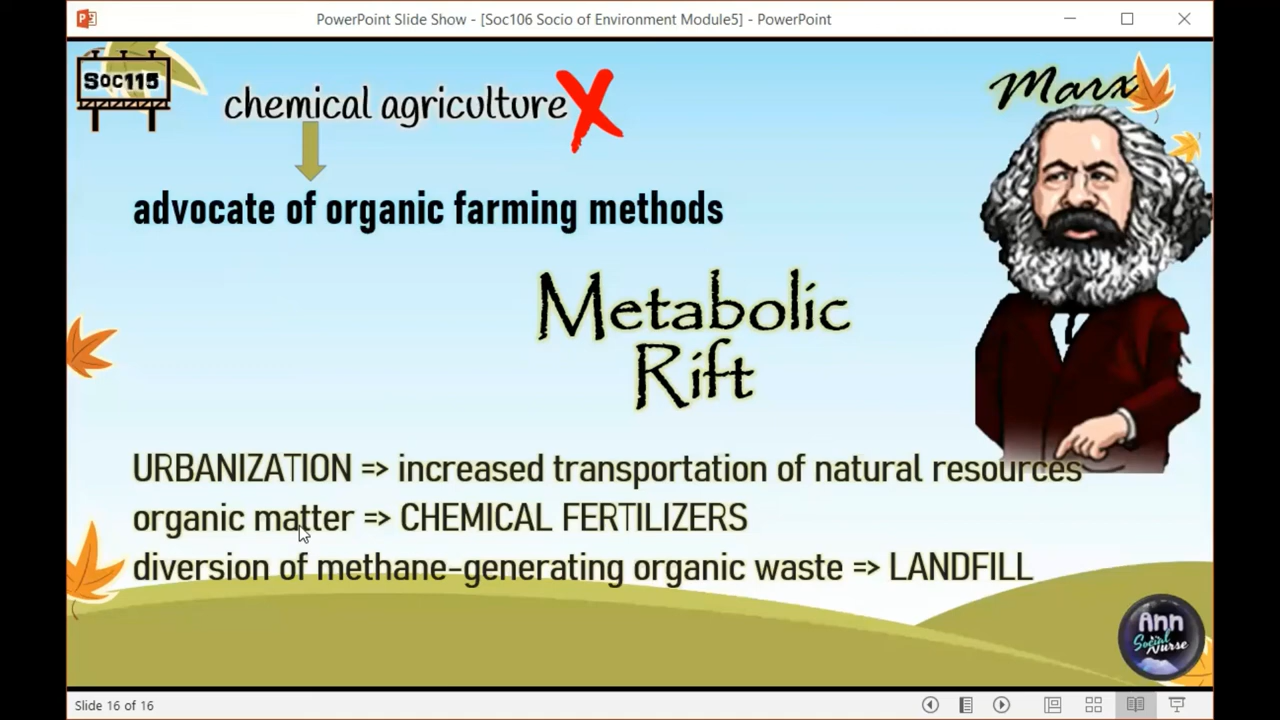 PowerPoint Slide Show - [Soc106 Socio of Environment Module5] - PowerPoint
Soc115
chemical agriculture X
Marx
advocate of organic farming methods
Metabolic
Rift
URBANIZATION => increased transportation of natural resources
organic matter => CHEMICAL FERTILIZERS
diversion of methane-generating organic waste => LANDFILL
Ann
Social
Nurse
Slide 16 of 16